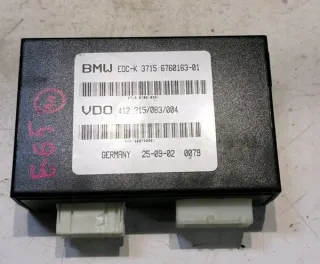 BMW EDC-K 3715 6760163-01
VDO 412 215/083/004
GERMANY 25-09-02 0079
E65